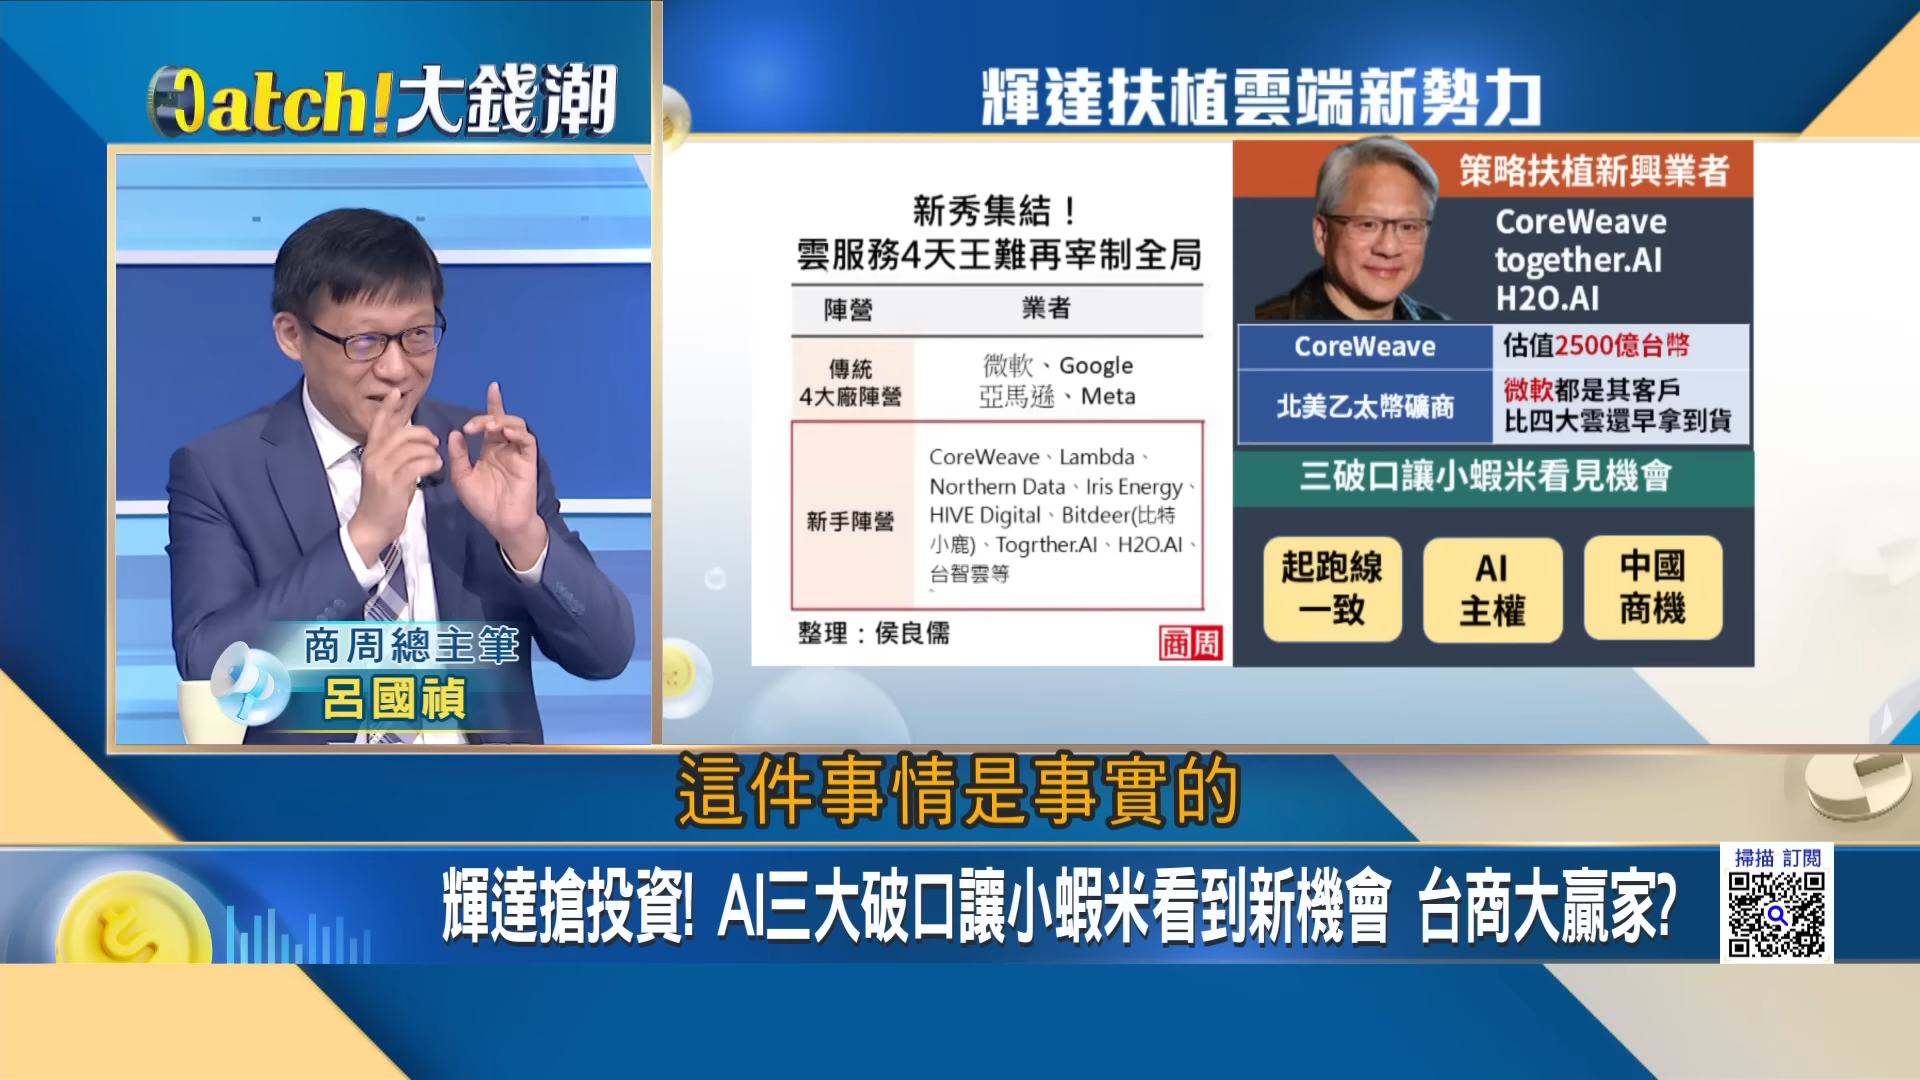 Catch!大錢潮
輝達扶植雲端新勢力
新秀集結！
雲服務4天王難再宰制全局
陣營 業者
傳統
4大廠陣營
微軟、Google
亞馬遜、Meta
新手陣營
CoreWeave、Lambda、
Northern Data、Iris Energy、
HIVE Digital、Bitdeer(比特
小鹿)、Togrther.AI、H2O.AI、
台智雲等
、
整理：侯良儒
商周
策略扶植新興業者
CoreWeave
together.AI
H2O.AI
CoreWeave 估值2500億台幣
北美乙太幣礦商
微軟都是其客戶
比四大雲還早拿到貨
三破口讓小蝦米看見機會
起跑線
一致
AI
主權
中國
商機
商周總主筆
呂國禎
這件事情是事實的
輝達搶投資! AI三大破口讓小蝦米看到新機會 台商大贏家?
掃描 訂閱